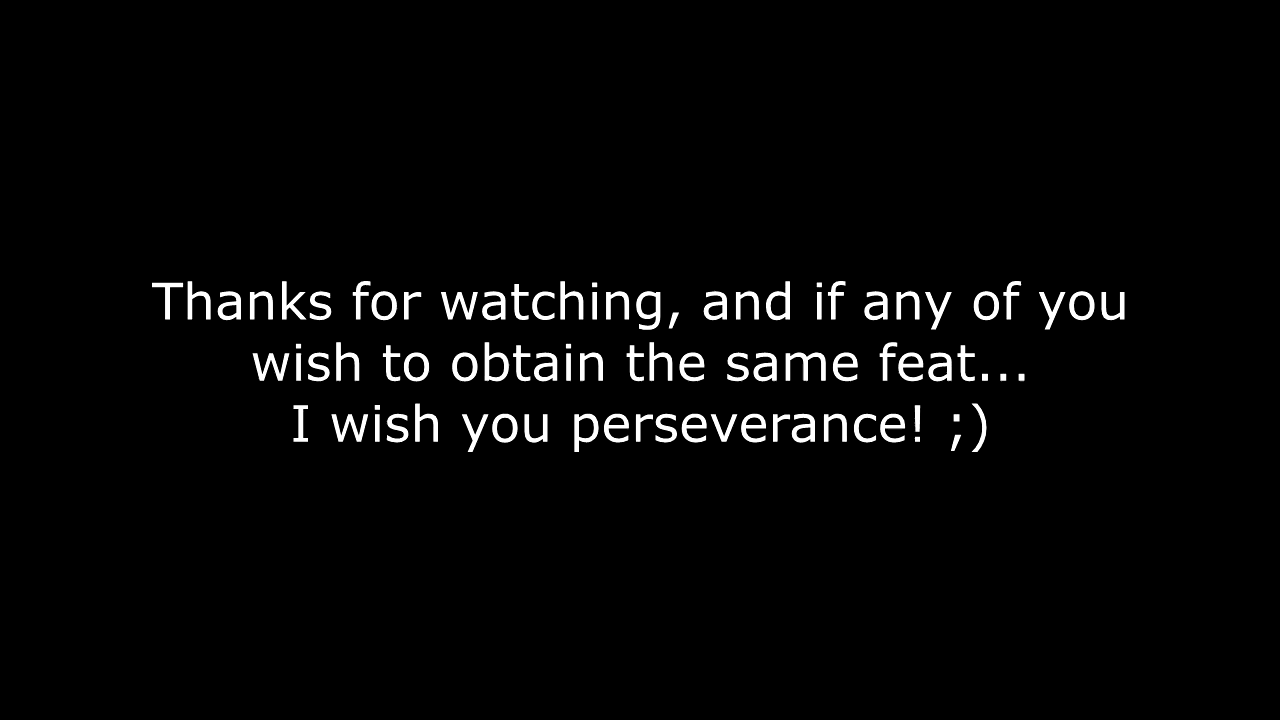 Thanks for watching, and if any of you
wish to obtain the same feat...
I wish you perseverance! ;)